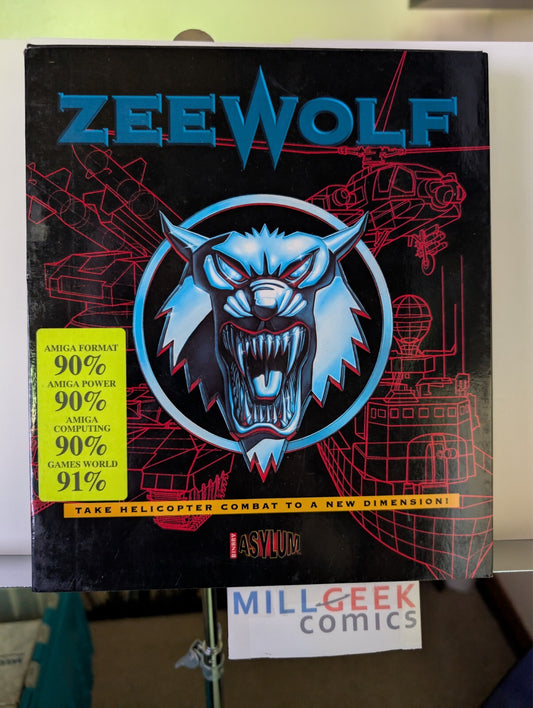 ZEEWOLF
AMIGA FORMAT
90%
AMIGA POWER
90%
AMIGA
COMPUTING
90%
GAMES WORLD
91%
TAKE HELICOPTER COMBAT TO A NEW DIMENSION!
BINARY
ASYLUM
MILL GEEK
comics